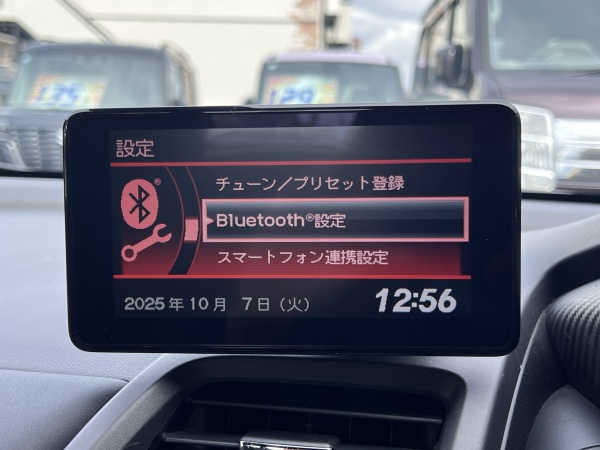 設定
チューン／プリセット登録
Bluetooth®設定
スマートフォン連携設定
2025年10月 7日（火）
12:56